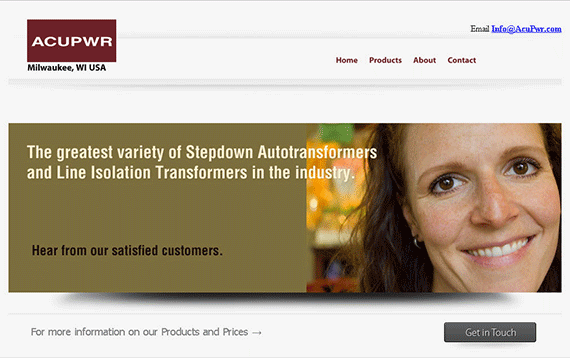 ACUPWR
Milwaukee, WI USA
Email Info@AcuPwr.com
Home Products About Contact
The greatest variety of Stepdown Autotransformers
and Line Isolation Transformers in the industry.
Hear from our satisfied customers.
For more information on our Products and Prices →
Get in Touch